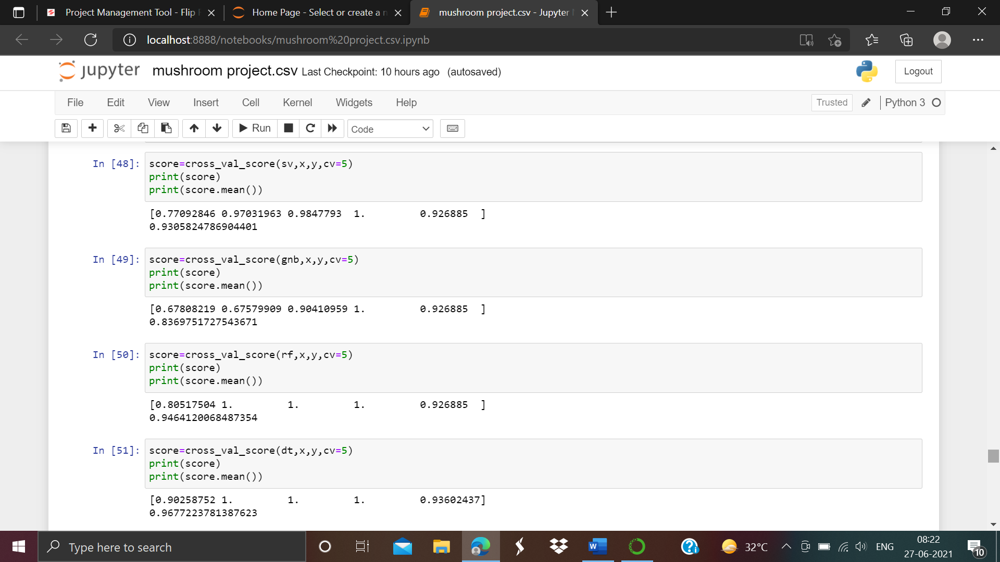 Project Management Tool - Flip
Home Page - Select or create a n
mushroom project.csv - Jupyter
localhost:8888/notebooks/mushroom%20project.csv.ipynb
jupyter mushroom project.csv Last Checkpoint: 10 hours ago (autosaved)
Logout
File Edit View Insert Cell Kernel Widgets Help
Trusted Python 3
Run Code
In [48]: score=cross_val_score(sv,x,y,cv=5)
print(score)
print(score.mean())
[0.77092846 0.97031963 0.9847793  1.         0.926885  ]
0.9305824786904401
In [49]: score=cross_val_score(gnb,x,y,cv=5)
print(score)
print(score.mean())
[0.67808219 0.67579909 0.90410959 1.         0.926885  ]
0.8369751727543671
In [50]: score=cross_val_score(rf,x,y,cv=5)
print(score)
print(score.mean())
[0.80517504 1.         1.         1.         0.926885  ]
0.9464120068487354
In [51]: score=cross_val_score(dt,x,y,cv=5)
print(score)
print(score.mean())
[0.90258752 1.         1.         1.         0.93602437]
0.9677223781387623
Type here to search
W
32°C
ENG
08:22
27-06-2021
10